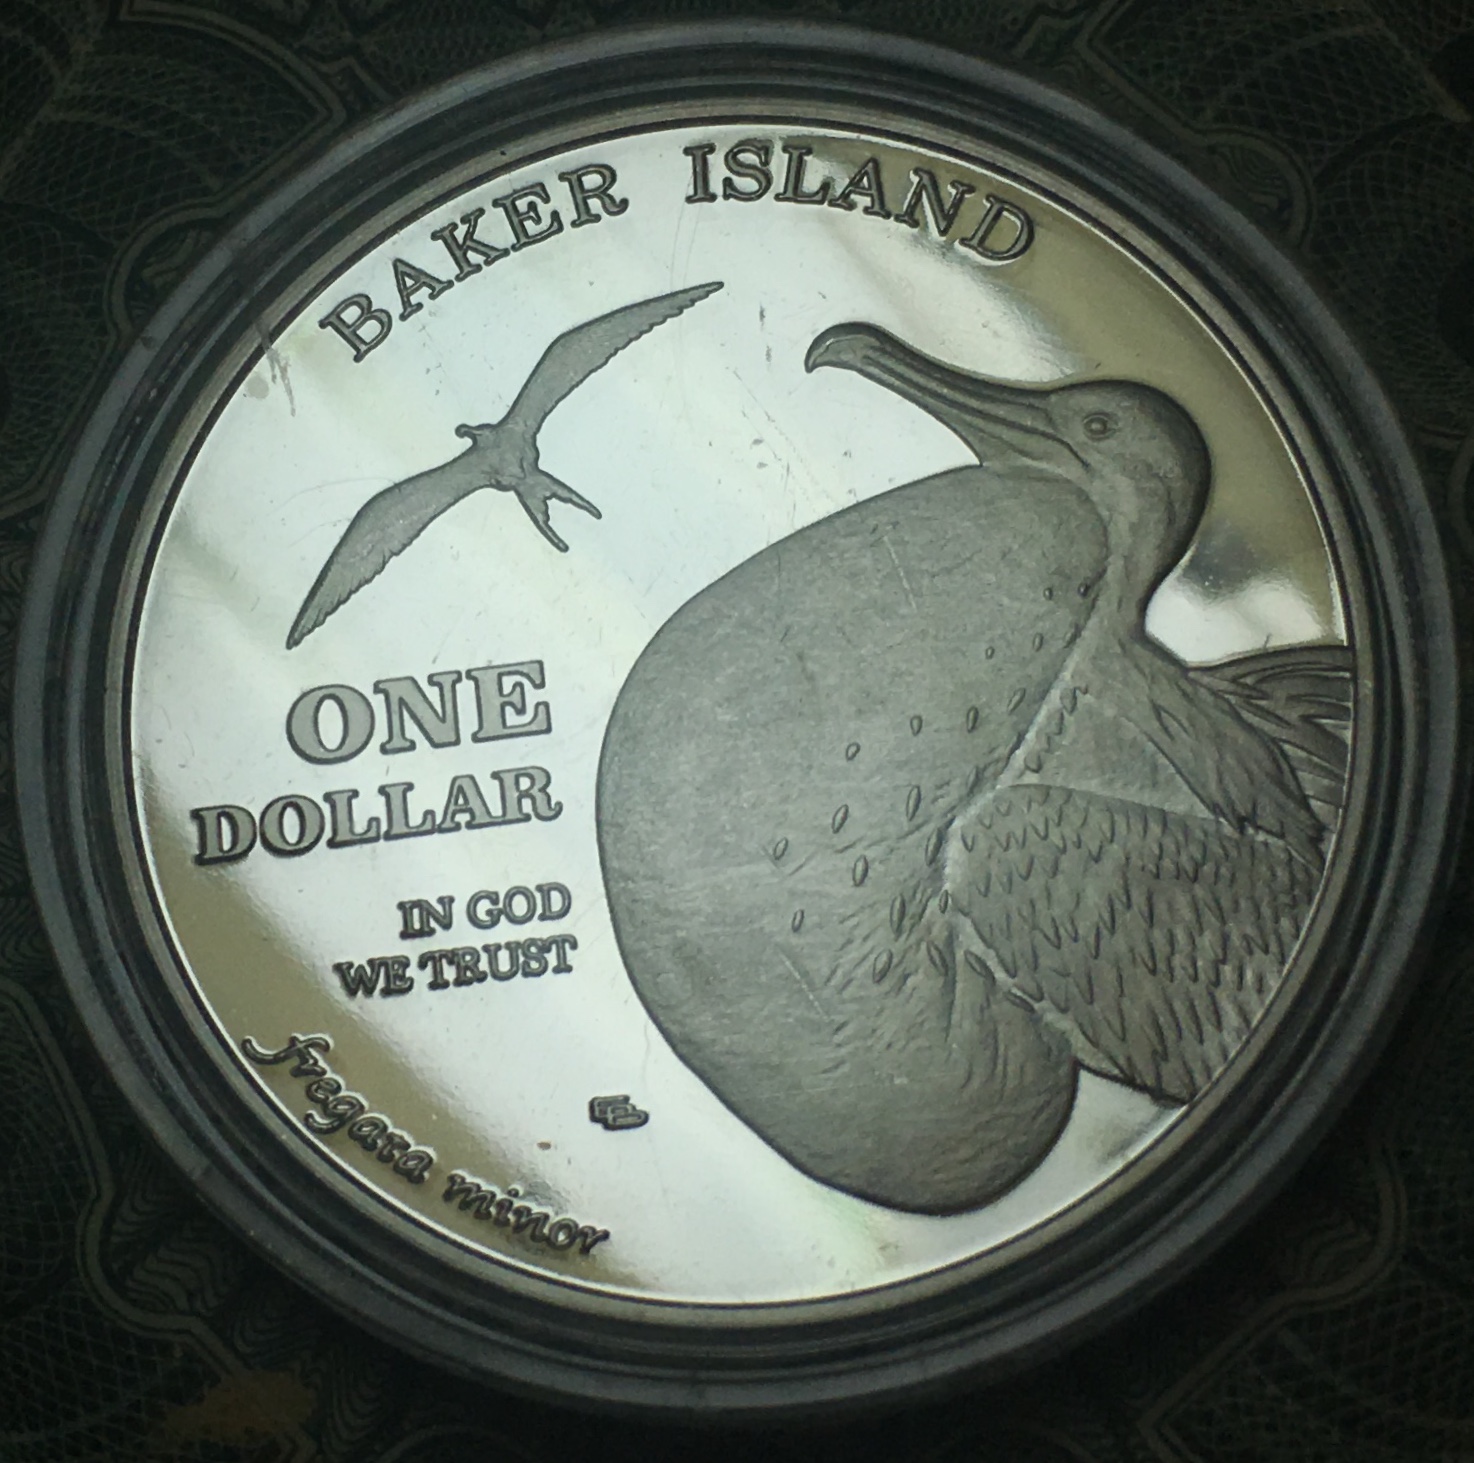 BAKER ISLAND
ONE
DOLLAR
IN GOD
WE TRUST
fregata minor